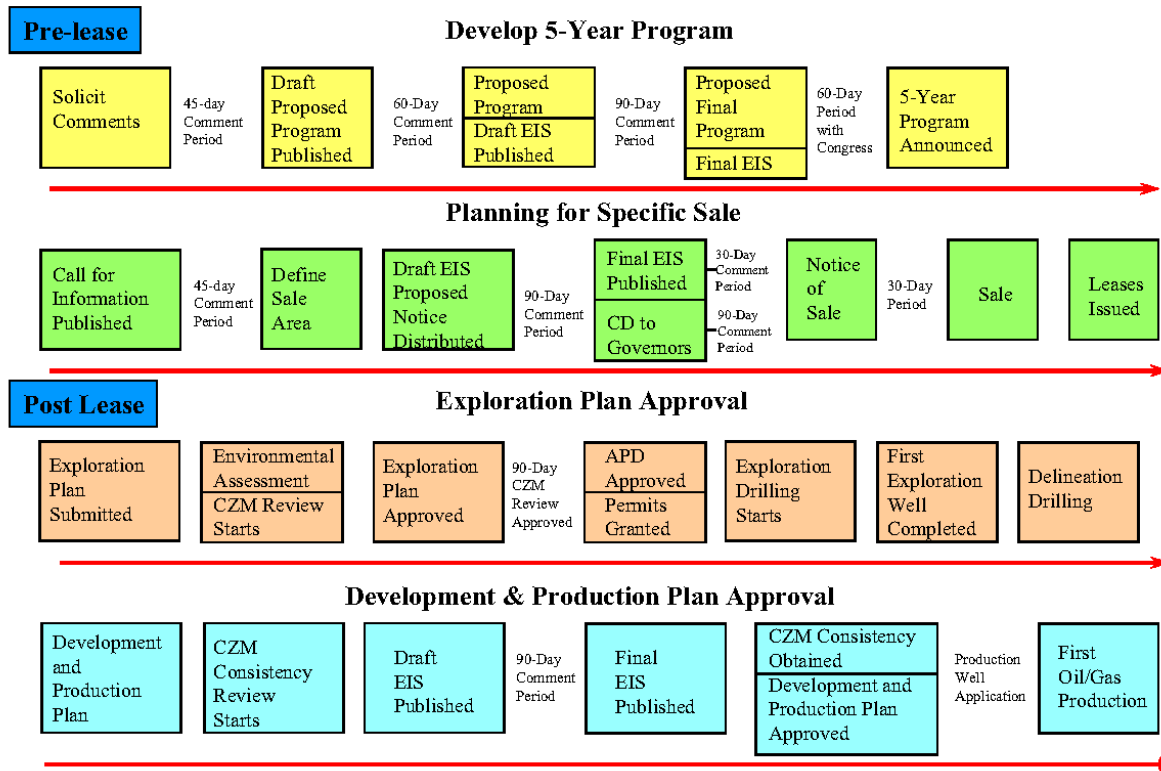 Pre-lease
Develop 5-Year Program
Solicit
Comments
45-day
Comment
Period
Draft
Proposed
Program
Published
60-Day
Comment
Period
Proposed
Program
Draft EIS
Published
90-Day
Comment
Period
Proposed
Final
Program
Final EIS
60-Day
Period
with
Congress
5-Year
Program
Announced
Planning for Specific Sale
Call for
Information
Published
45-day
Comment
Period
Define
Sale
Area
Draft EIS
Proposed
Notice
Distributed
90-Day
Comment
Period
Final EIS
Published
CD to
Governors
30-Day
Comment
Period
90-Day
Comment
Period
Notice
of
Sale
30-Day
Period
Sale
Leases
Issued
Post Lease
Exploration Plan Approval
Exploration
Plan
Submitted
Environmental
Assessment
CZM Review
Starts
Exploration
Plan
Approved
90-Day
CZM
Review
Approved
APD
Approved
Permits
Granted
Exploration
Drilling
Starts
First
Exploration
Well
Completed
Delineation
Drilling
Development & Production Plan Approval
Development
and
Production
Plan
CZM
Consistency
Review
Starts
Draft
EIS
Published
90-Day
Comment
Period
Final
EIS
Published
CZM Consistency
Obtained
Development and
Production Plan
Approved
Production
Well
Application
First
Oil/Gas
Production